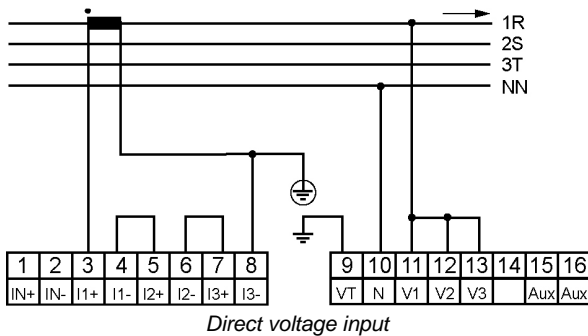 1R
2S
3T
NN
1 2 3 4 5 6 7 8 9 10 11 12 13 14 15 16
IN+ IN- I1+ I1- I2+ I2- I3+ I3- VT N V1 V2 V3 Aux Aux
Direct voltage input